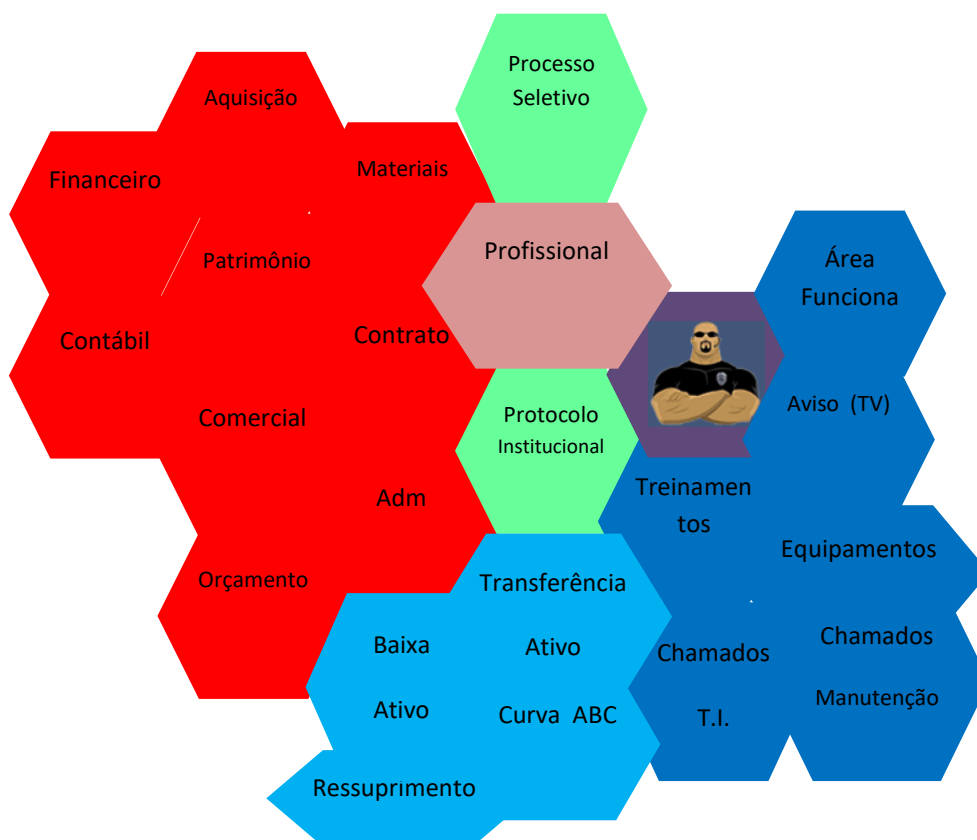 Processo
Seletivo
Aquisição
Materiais
Financeiro
Profissional
Patrimônio
Área
Funciona
Contábil
Contrato
Aviso (TV)
Comercial
Protocolo
Institucional
Adm
Treinamen
tos
Equipamentos
Orçamento
Transferência
Ativo
Baixa
Ativo
Curva ABC
Chamados
T.I.
Chamados
Manutenção
Ressuprimento